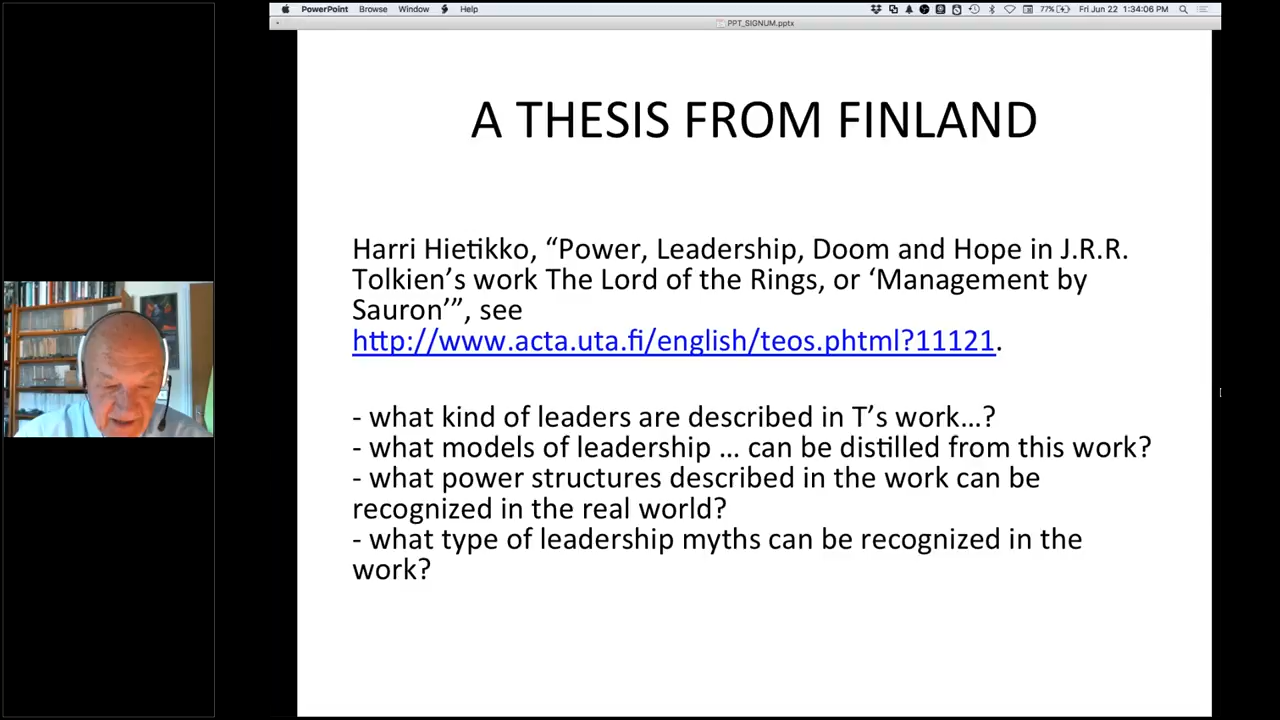 PowerPoint Browse Window Help 77% Fri Jun 22 1:34:06 PM
PPT_SIGNUM.pptx
A THESIS FROM FINLAND
Harri Hietikko, “Power, Leadership, Doom and Hope in J.R.R.
Tolkien’s work The Lord of the Rings, or ‘Management by
Sauron’”, see
http://www.acta.uta.fi/english/teos.phtml?11121.
- what kind of leaders are described in T’s work…?
- what models of leadership … can be distilled from this work?
- what power structures described in the work can be
recognized in the real world?
- what type of leadership myths can be recognized in the
work?